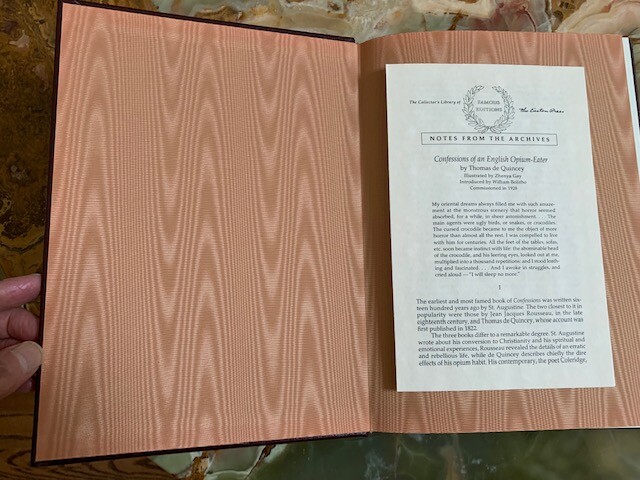 The Collector's Library of
FAMOUS
EDITIONS
The Easton Press
NOTES FROM THE ARCHIVES
Confessions of an English Opium-Eater
by Thomas de Quincey
Illustrated by Zhenya Gay
Introduced by William Bolitho
Commissioned in 1928
My oriental dreams always filled me with such amaze-
ment at the monstrous scenery that horror seemed
absorbed, for a while, in sheer astonishment. . . . The
main agents were ugly birds, or snakes, or crocodiles.
The cursed crocodile became to me the object of more
horror than almost all the rest. I was compelled to live
with him for centuries. All the feet of the tables, sofas,
etc. soon became instinct with life: the abominable head
of the crocodile, and his leering eyes, looked out at me,
multiplied into a thousand repetitions: and I stood loath-
ing and fascinated. . . . And I awoke in struggles, and
cried aloud — "I will sleep no more."
1
The earliest and most famed book of Confessions was written six-
teen hundred years ago by St. Augustine. The two closest to it in
popularity were those by Jean Jacques Rousseau, in the late
eighteenth century, and Thomas de Quincey, whose account was
first published in 1822.
The three books differ to a remarkable degree. St. Augustine
wrote about his conversion to Christianity and his spiritual and
emotional experiences, Rousseau revealed the details of an erratic
and rebellious life, while de Quincey describes chiefly the dire
effects of his opium habit. His contemporary, the poet Coleridge,